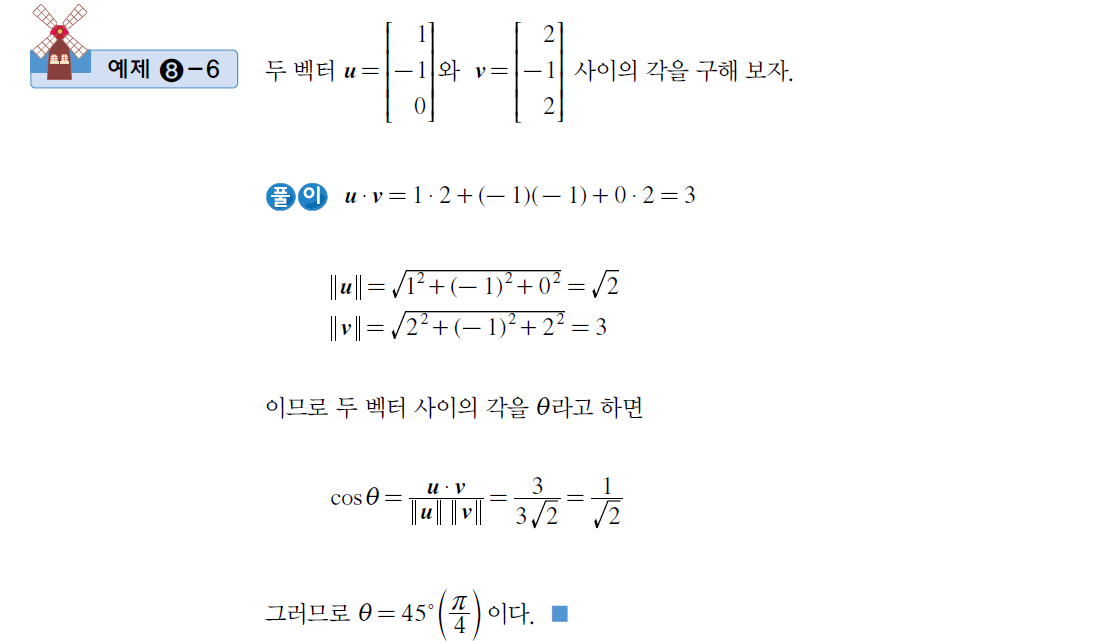 예제 8-6
두 벡터 u = [1 -1 0] 와 v = [2 -1 2] 사이의 각을 구해 보자.
풀이 u · v = 1 · 2 + (− 1)(− 1) + 0 · 2 = 3
‖u‖ = √(1² + (− 1)² + 0²) = √2
‖v‖ = √(2² + (− 1)² + 2²) = 3
이므로 두 벡터 사이의 각을 θ라고 하면
cos θ = (u · v)/(‖u‖ ‖v‖) = 3/(3√2) = 1/√2
그러므로 θ = 45°(π/4)이다. ■